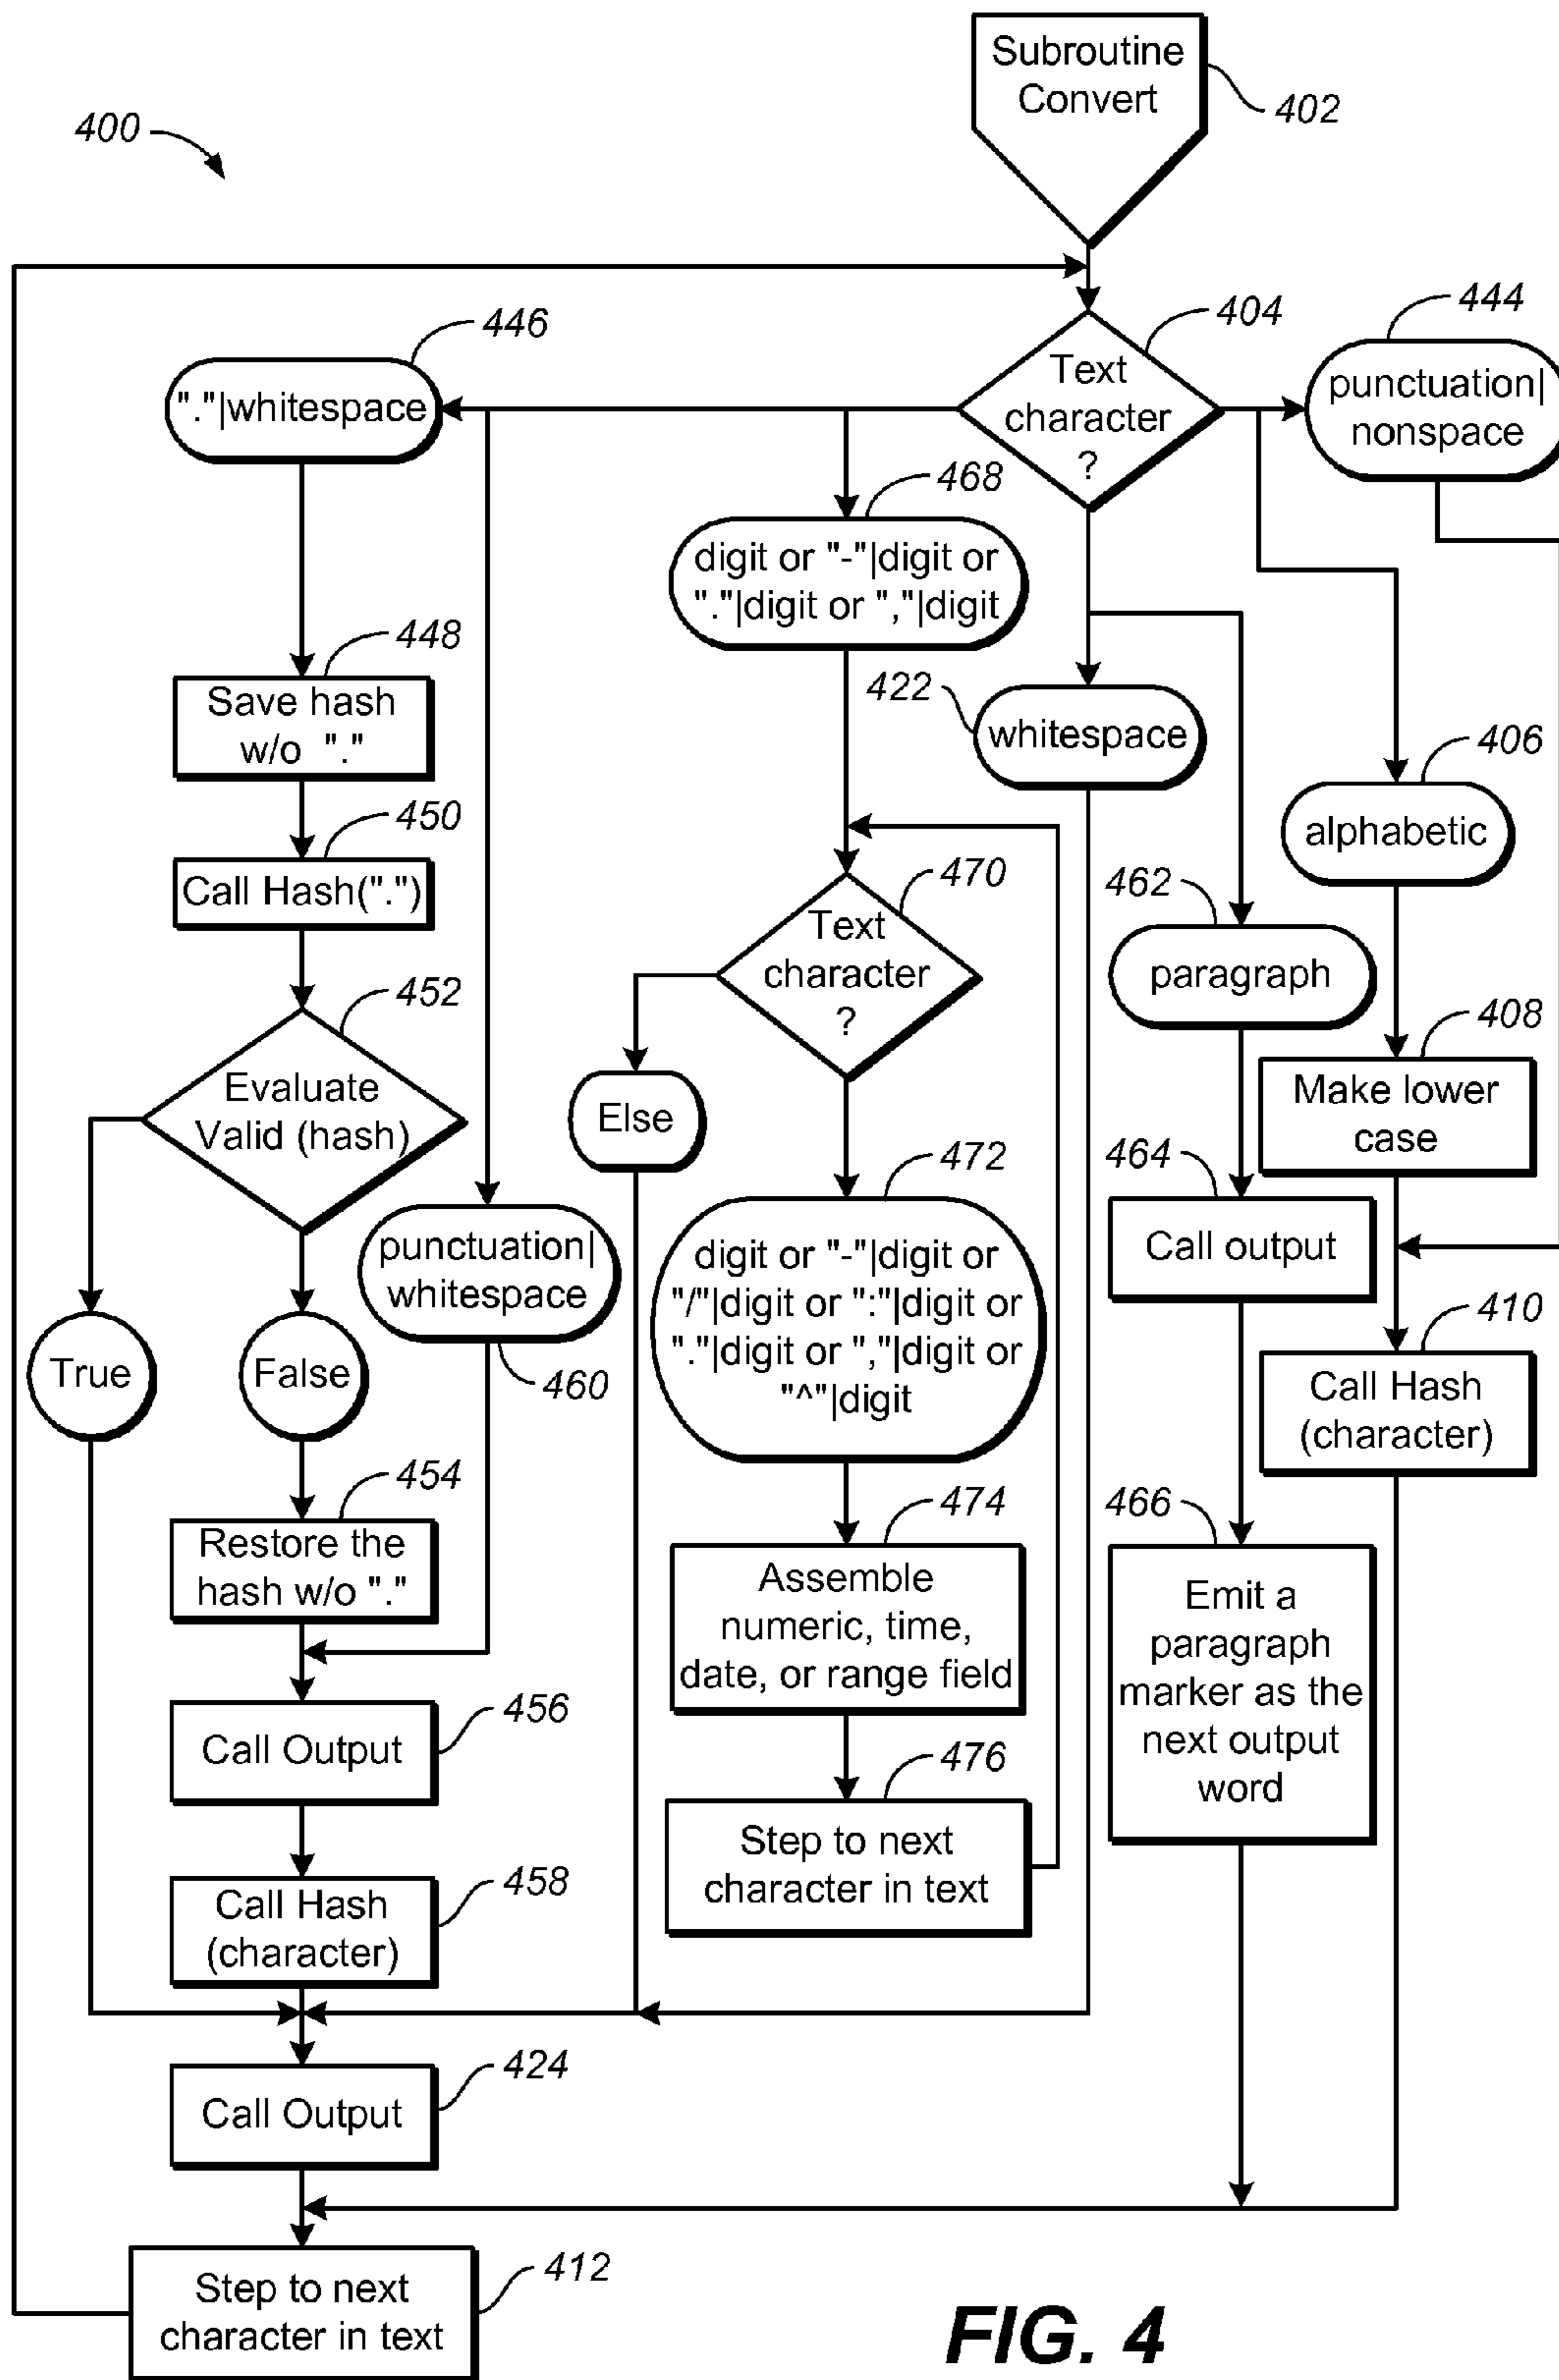 Subroutine
Convert
402
400
446
404
444
"."|whitespace
Text
character
?
punctuation|
nonspace
468
digit or "-"|digit or
"."|digit or ","|digit
448
Save hash
w/o "."
422
whitespace
406
alphabetic
450
Call Hash(".")
470
Text
character
?
462
paragraph
452
Evaluate
Valid (hash)
408
Make lower
case
Else
464
Call output
472
digit or "-"|digit or
"/"|digit or ":"|digit or
"."|digit or ","|digit or
"^"|digit
punctuation|
whitespace
460
True
False
410
Call Hash
(character)
454
Restore the
hash w/o "."
474
Assemble
numeric, time,
date, or range field
466
Emit a
paragraph
marker as the
next output
word
456
Call Output
476
Step to next
character in text
458
Call Hash
(character)
424
Call Output
412
Step to next
character in text
FIG. 4